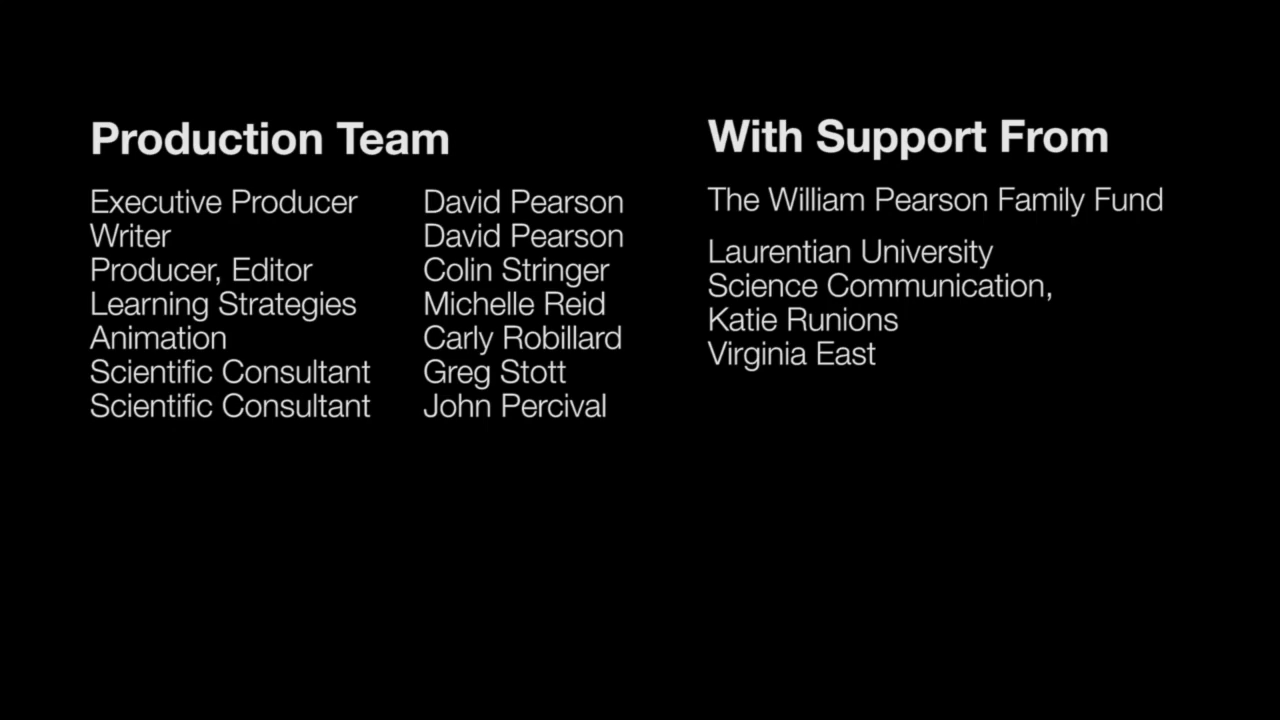 Production Team
Executive Producer David Pearson
Writer David Pearson
Producer, Editor Colin Stringer
Learning Strategies Michelle Reid
Animation Carly Robillard
Scientific Consultant Greg Stott
Scientific Consultant John Percival
With Support From
The William Pearson Family Fund
Laurentian University
Science Communication,
Katie Runions
Virginia East